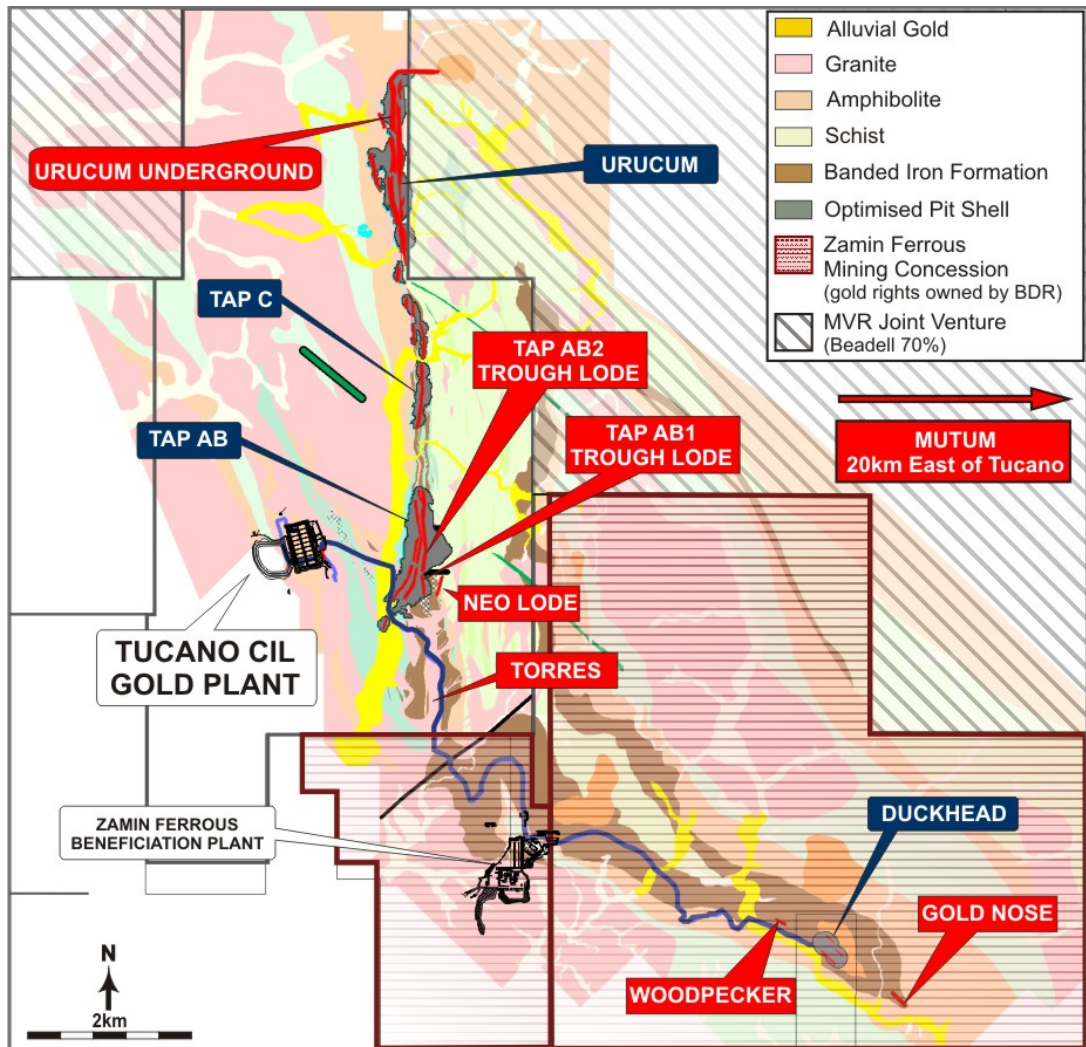 Alluvial Gold
Granite
Amphibolite
Schist
Banded Iron Formation
Optimised Pit Shell
Zamin Ferrous
Mining Concession
(gold rights owned by BDR)
MVR Joint Venture
(Beadell 70%)
URUCUM UNDERGROUND
URUCUM
TAP C
TAP AB2
TROUGH LODE
TAP AB
TAP AB1
TROUGH LODE
MUTUM
20km East of Tucano
NEO LODE
TUCANO CIL
GOLD PLANT
TORRES
ZAMIN FERROUS
BENEFICIATION PLANT
DUCKHEAD
GOLD NOSE
WOODPECKER
N
2km